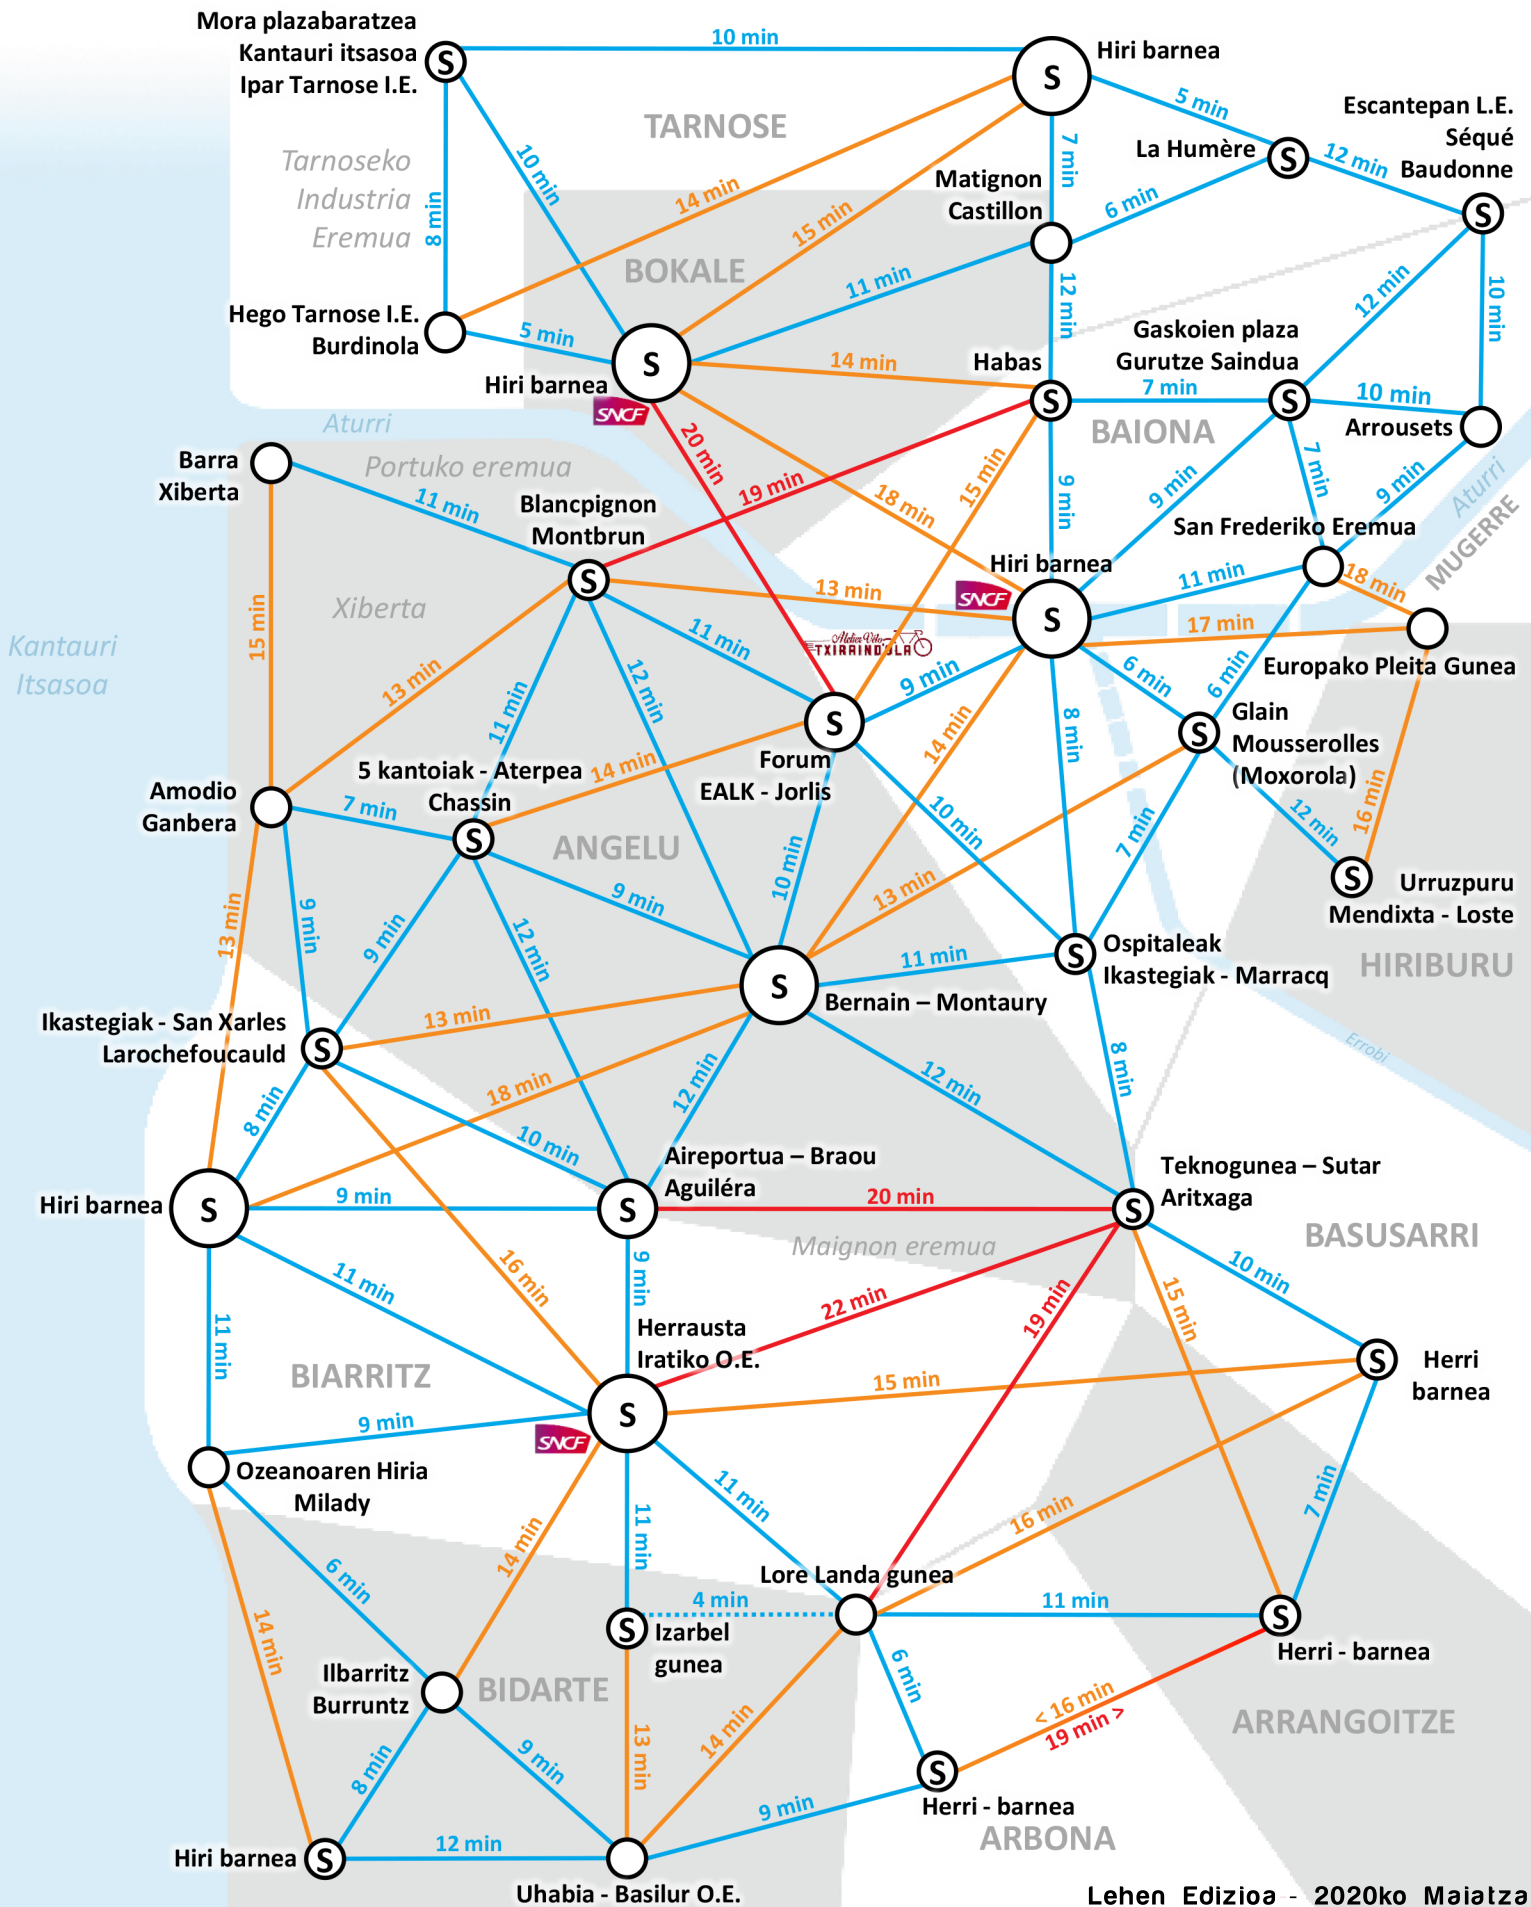 Mora plazabaratzea
Kantauri itsasoa
Ipar Tarnose I.E.
S
10 min
S
Hiri barnea
5 min
Escantepan L.E.
Séqué
Baudonne
TARNOSE
Tarnoseko
Industria
Eremua
10 min
7 min
La Humère
S
12 min
S
8 min
14 min
15 min
Matignon
Castillon
6 min
BOKALE
11 min
12 min
12 min
10 min
Hego Tarnose I.E.
Burdinola
5 min
S
Hiri barnea
SNCF
14 min
Habas
S
Gaskoien plaza
Gurutze Saindua
7 min
S
10 min
Arrousets
BAIONA
Aturri
Barra
Xiberta
Portuko eremua
11 min
20 min
19 min
18 min
15 min
9 min
9 min
7 min
9 min
Aturri
MUGERRE
Blancpignon
Montbrun
S
San Frederiko Eremua
Hiri barnea
SNCF
S
11 min
18 min
13 min
Xiberta
15 min
Kantauri
Itsasoa
11 min
12 min
Atelier Vélo
TXIRRINDOLA
17 min
Europako Pleita Gunea
13 min
11 min
9 min
6 min
6 min
S
Forum
EALK - Jorlis
14 min
8 min
S
Glain
Mousserolles
(Moxorola)
16 min
5 kantoiak - Aterpea
Chassin
14 min
Amodio
Ganbera
7 min
S
ANGELU
10 min
10 min
7 min
12 min
S
Urruzpuru
Mendixta - Loste
13 min
9 min
9 min
9 min
12 min
13 min
HIRIBURU
S
Bernain – Montaury
11 min
S
Ospitaleak
Ikastegiak - Marracq
Errobi
Ikastegiak - San Xarles
Larochefoucauld
S
13 min
18 min
12 min
12 min
8 min
8 min
10 min
Aireportua – Braou
Aguiléra
Teknogunea – Sutar
Aritxaga
Hiri barnea
S
9 min
S
20 min
S
Maignon eremua
BASUSARRI
11 min
11 min
16 min
9 min
22 min
19 min
15 min
10 min
Herrausta
Iratiko O.E.
BIARRITZ
S
SNCF
15 min
S
Herri
barnea
9 min
Ozeanoaren Hiria
Milady
11 min
11 min
16 min
7 min
14 min
6 min
Lore Landa gunea
4 min
11 min
S
Izarbel
gunea
S
Herri - barnea
14 min
Ilbarritz
Burruntz
BIDARTE
6 min
< 16 min
19 min >
ARRANGOITZE
8 min
9 min
13 min
14 min
S
Herri - barnea
ARBONA
9 min
Hiri barnea
S
12 min
Uhabia - Basilur O.E.
Lehen Edizioa - 2020ko Maiatza